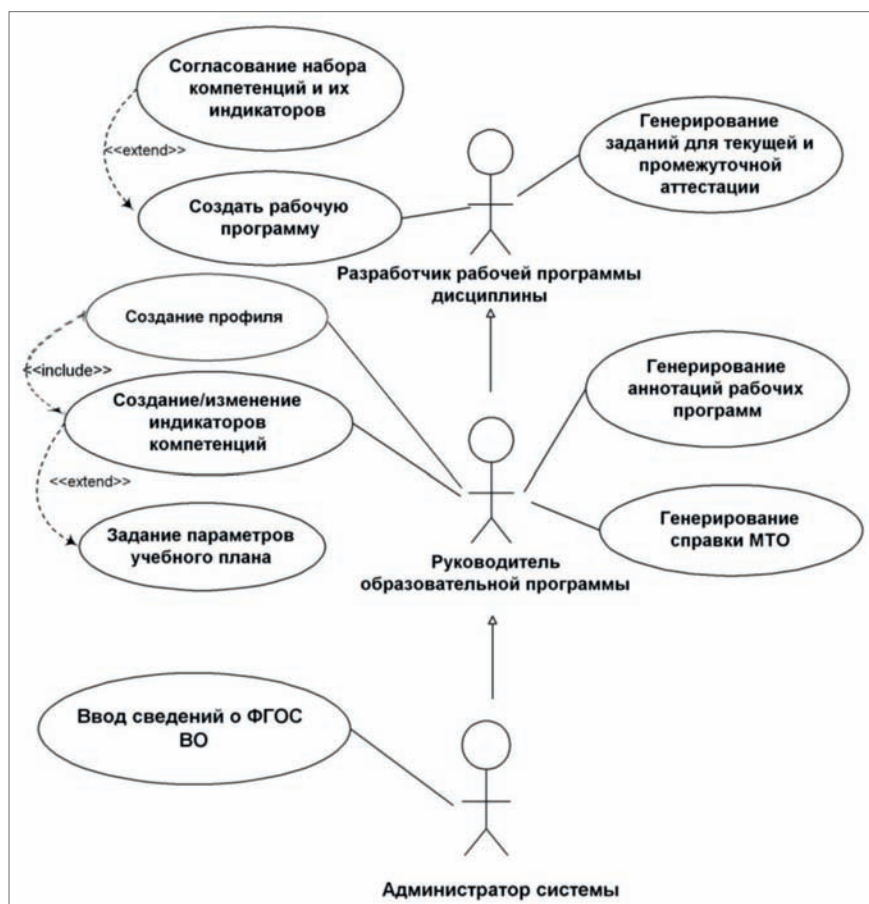 Согласование набора
компетенций и их
индикаторов
<<extend>>
Создать рабочую
программу
Генерирование
заданий для текущей и
промежуточной
аттестации
Разработчик рабочей программы
дисциплины
Создание профиля
<<include>>
Создание/изменение
индикаторов
компетенций
<<extend>>
Задание параметров
учебного плана
Генерирование
аннотаций рабочих
программ
Генерирование
справки МТО
Руководитель
образовательной программы
Ввод сведений о ФГОС
ВО
Администратор системы